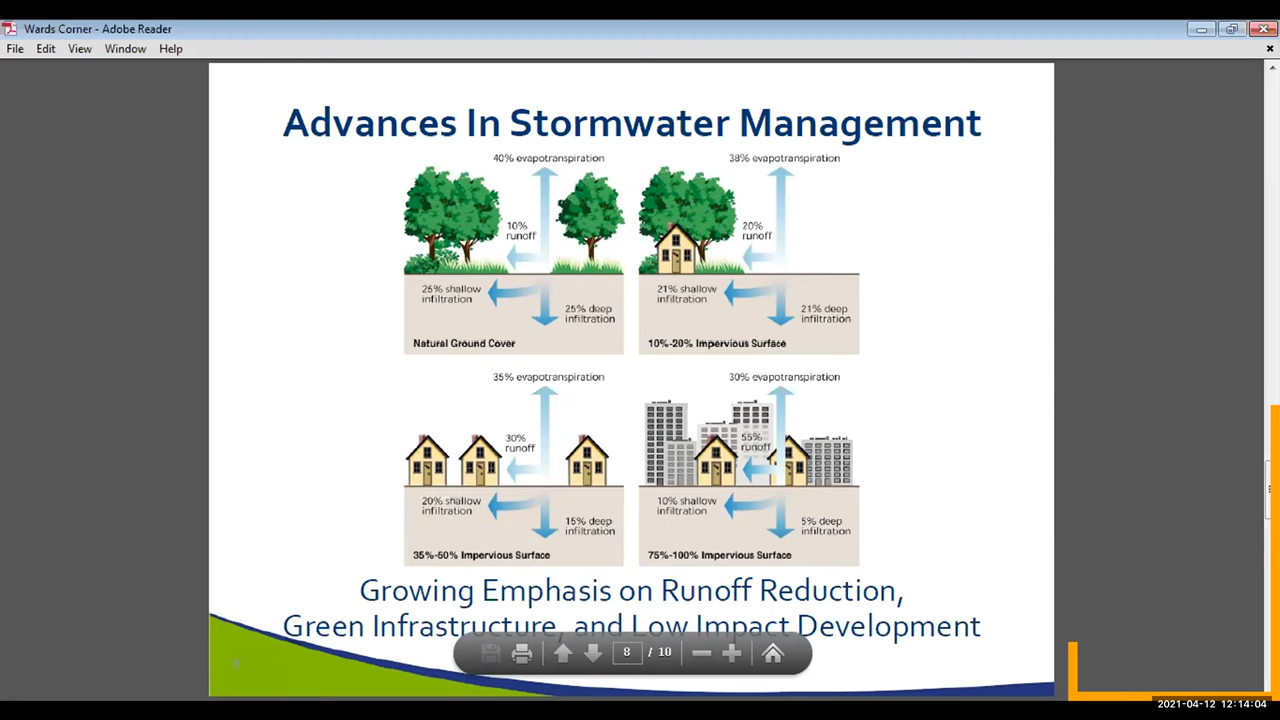 Wards Corner - Adobe Reader
File Edit View Window Help
Advances In Stormwater Management
40% evapotranspiration
10%
runoff
25% shallow
infiltration
25% deep
infiltration
Natural Ground Cover
38% evapotranspiration
20%
runoff
21% shallow
infiltration
21% deep
infiltration
10%-20% Impervious Surface
35% evapotranspiration
30%
runoff
20% shallow
infiltration
15% deep
infiltration
35%-50% Impervious Surface
30% evapotranspiration
55%
runoff
10% shallow
infiltration
5% deep
infiltration
75%-100% Impervious Surface
Growing Emphasis on Runoff Reduction,
Green Infrastructure, and Low Impact Development
8 / 10
2021-04-12 12:14:04